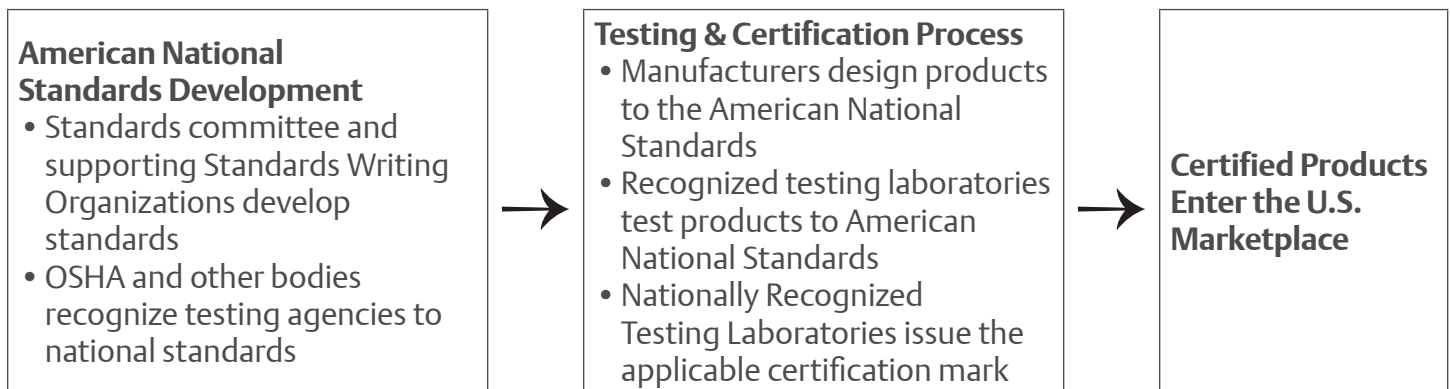 American National
Standards Development
• Standards committee and
supporting Standards Writing
Organizations develop
standards
• OSHA and other bodies
recognize testing agencies to
national standards
Testing & Certification Process
• Manufacturers design products
to the American National
Standards
• Recognized testing laboratories
test products to American
National Standards
• Nationally Recognized
Testing Laboratories issue the
applicable certification mark
Certified Products
Enter the U.S.
Marketplace